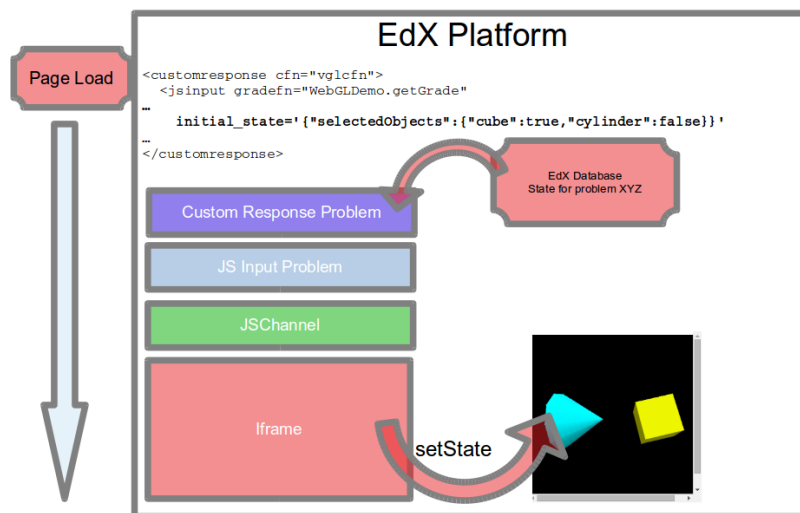 EdX Platform
Page Load
<customresponse cfn="vglcfn">
<jsinput gradefn="WebGLDemo.getGrade"
…
initial_state='{"selectedObjects":{"cube":true,"cylinder":false}}'
…
</customresponse>
EdX Database
State for problem XYZ
Custom Response Problem
JS Input Problem
JSChannel
Iframe
setState